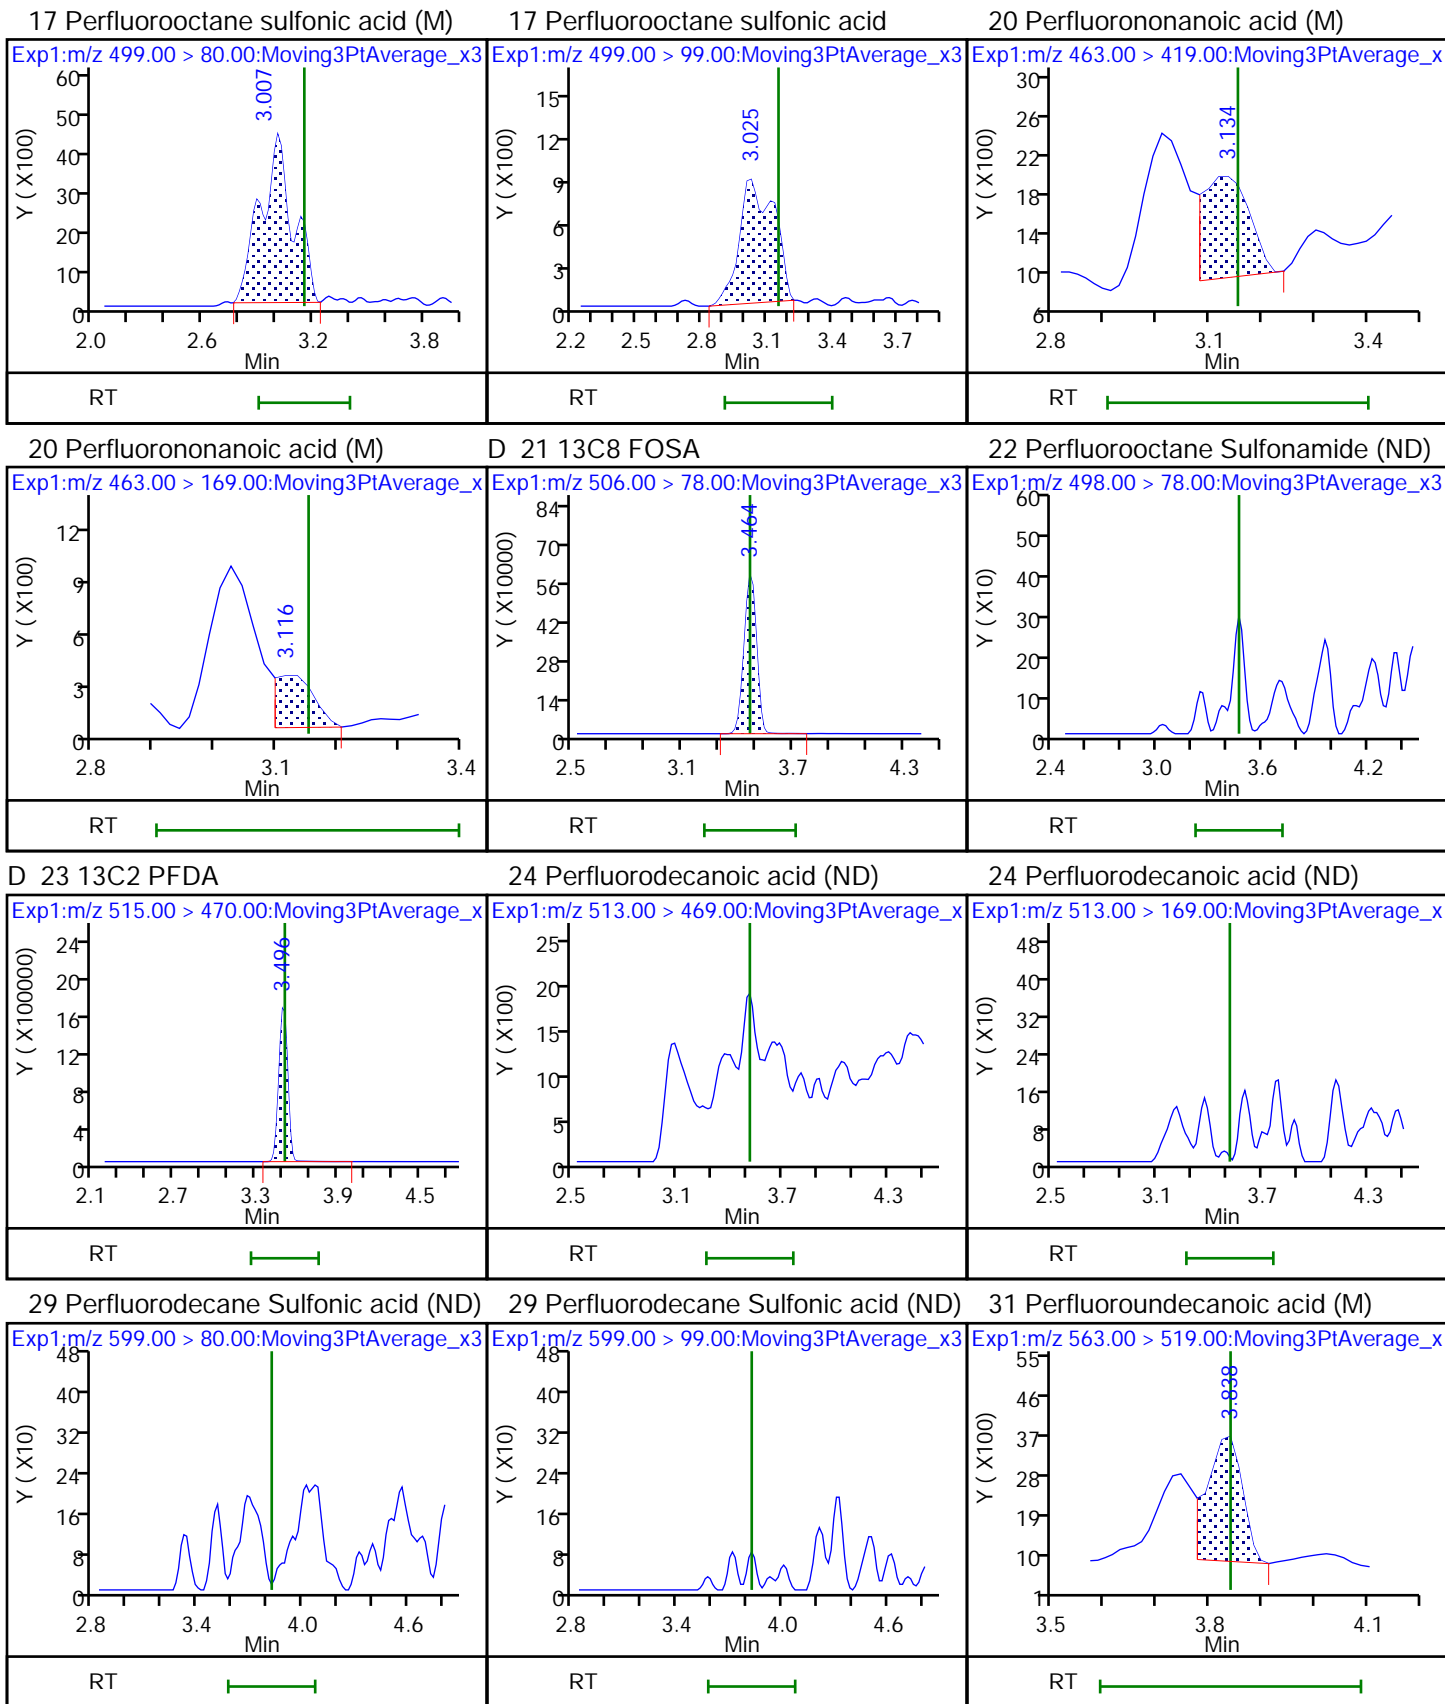 17 Perfluorooctane sulfonic acid (M)
Exp1:m/z 499.00 > 80.00:Moving3PtAverage_x3
Y ( X100)
60
50
40
30
20
10
0
3.007
2.0 2.6 3.2 3.8
Min
RT
17 Perfluorooctane sulfonic acid
Exp1:m/z 499.00 > 99.00:Moving3PtAverage_x3
Y ( X100)
15
12
9
6
3
0
3.025
2.2 2.5 2.8 3.1 3.4 3.7
Min
RT
20 Perfluorononanoic acid (M)
Exp1:m/z 463.00 > 419.00:Moving3PtAverage_x
Y ( X100)
30
26
22
18
14
10
6
3.134
2.8 3.1 3.4
Min
RT
20 Perfluorononanoic acid (M)
Exp1:m/z 463.00 > 169.00:Moving3PtAverage_x
Y ( X100)
12
9
6
3
0
3.116
2.8 3.1 3.4
Min
RT
D 21 13C8 FOSA
Exp1:m/z 506.00 > 78.00:Moving3PtAverage_x3
Y ( X10000)
84
70
56
42
28
14
0
3.464
2.5 3.1 3.7 4.3
Min
RT
22 Perfluorooctane Sulfonamide (ND)
Exp1:m/z 498.00 > 78.00:Moving3PtAverage_x3
Y ( X10)
60
50
40
30
20
10
0
2.4 3.0 3.6 4.2
Min
RT
D 23 13C2 PFDA
Exp1:m/z 515.00 > 470.00:Moving3PtAverage_x
Y ( X100000)
24
20
16
12
8
4
0
3.496
2.1 2.7 3.3 3.9 4.5
Min
RT
24 Perfluorodecanoic acid (ND)
Exp1:m/z 513.00 > 469.00:Moving3PtAverage_x
Y ( X100)
25
20
15
10
5
0
2.5 3.1 3.7 4.3
Min
RT
24 Perfluorodecanoic acid (ND)
Exp1:m/z 513.00 > 169.00:Moving3PtAverage_x
Y ( X10)
48
40
32
24
16
8
0
2.5 3.1 3.7 4.3
Min
RT
29 Perfluorodecane Sulfonic acid (ND)
Exp1:m/z 599.00 > 80.00:Moving3PtAverage_x3
Y ( X10)
48
40
32
24
16
8
0
2.8 3.4 4.0 4.6
Min
RT
29 Perfluorodecane Sulfonic acid (ND)
Exp1:m/z 599.00 > 99.00:Moving3PtAverage_x3
Y ( X10)
48
40
32
24
16
8
0
2.8 3.4 4.0 4.6
Min
RT
31 Perfluoroundecanoic acid (M)
Exp1:m/z 563.00 > 519.00:Moving3PtAverage_x
Y ( X100)
55
46
37
28
19
10
1
3.838
3.5 3.8 4.1
Min
RT